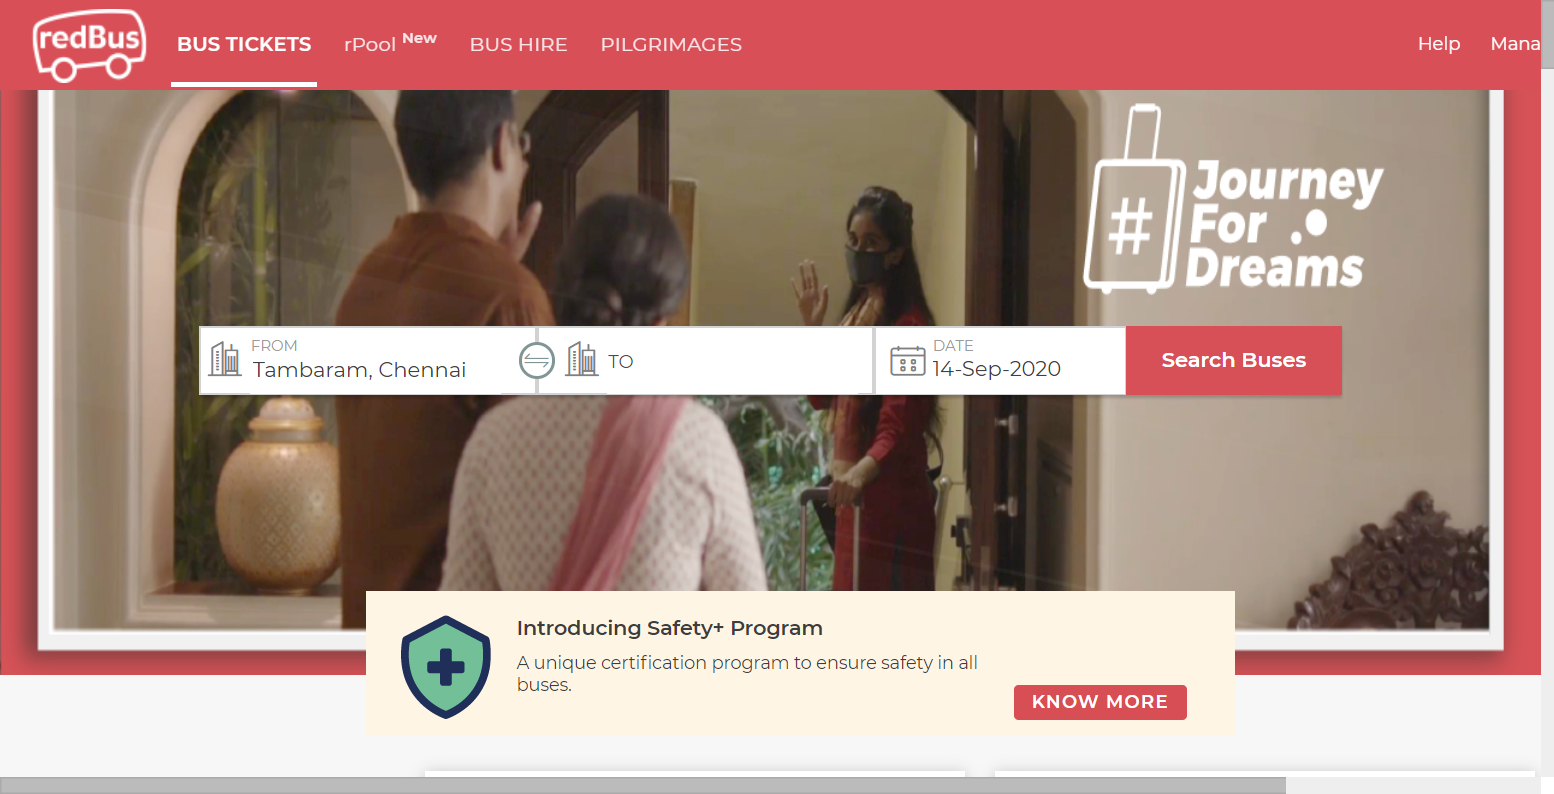 redBus
BUS TICKETS
rPool New
BUS HIRE
PILGRIMAGES
Help
Mana
# Journey
For
Dreams
FROM
Tambaram, Chennai
TO
DATE
14-Sep-2020
Search Buses
Introducing Safety+ Program
A unique certification program to ensure safety in all
buses.
KNOW MORE